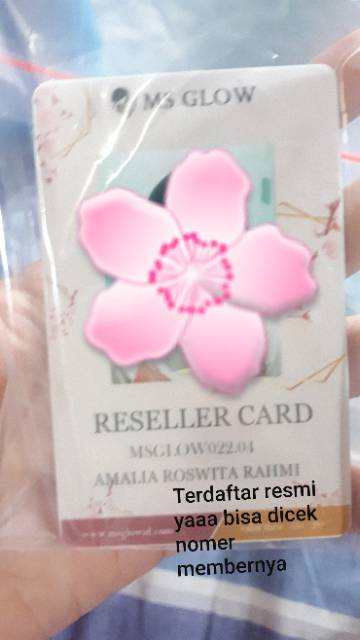 MS GLOW
RESELLER CARD
MSGLOW022.04
AMALIA ROSWITA RAHMI
Terdaftar resmi
yaaa bisa dicek
nomer
membernya